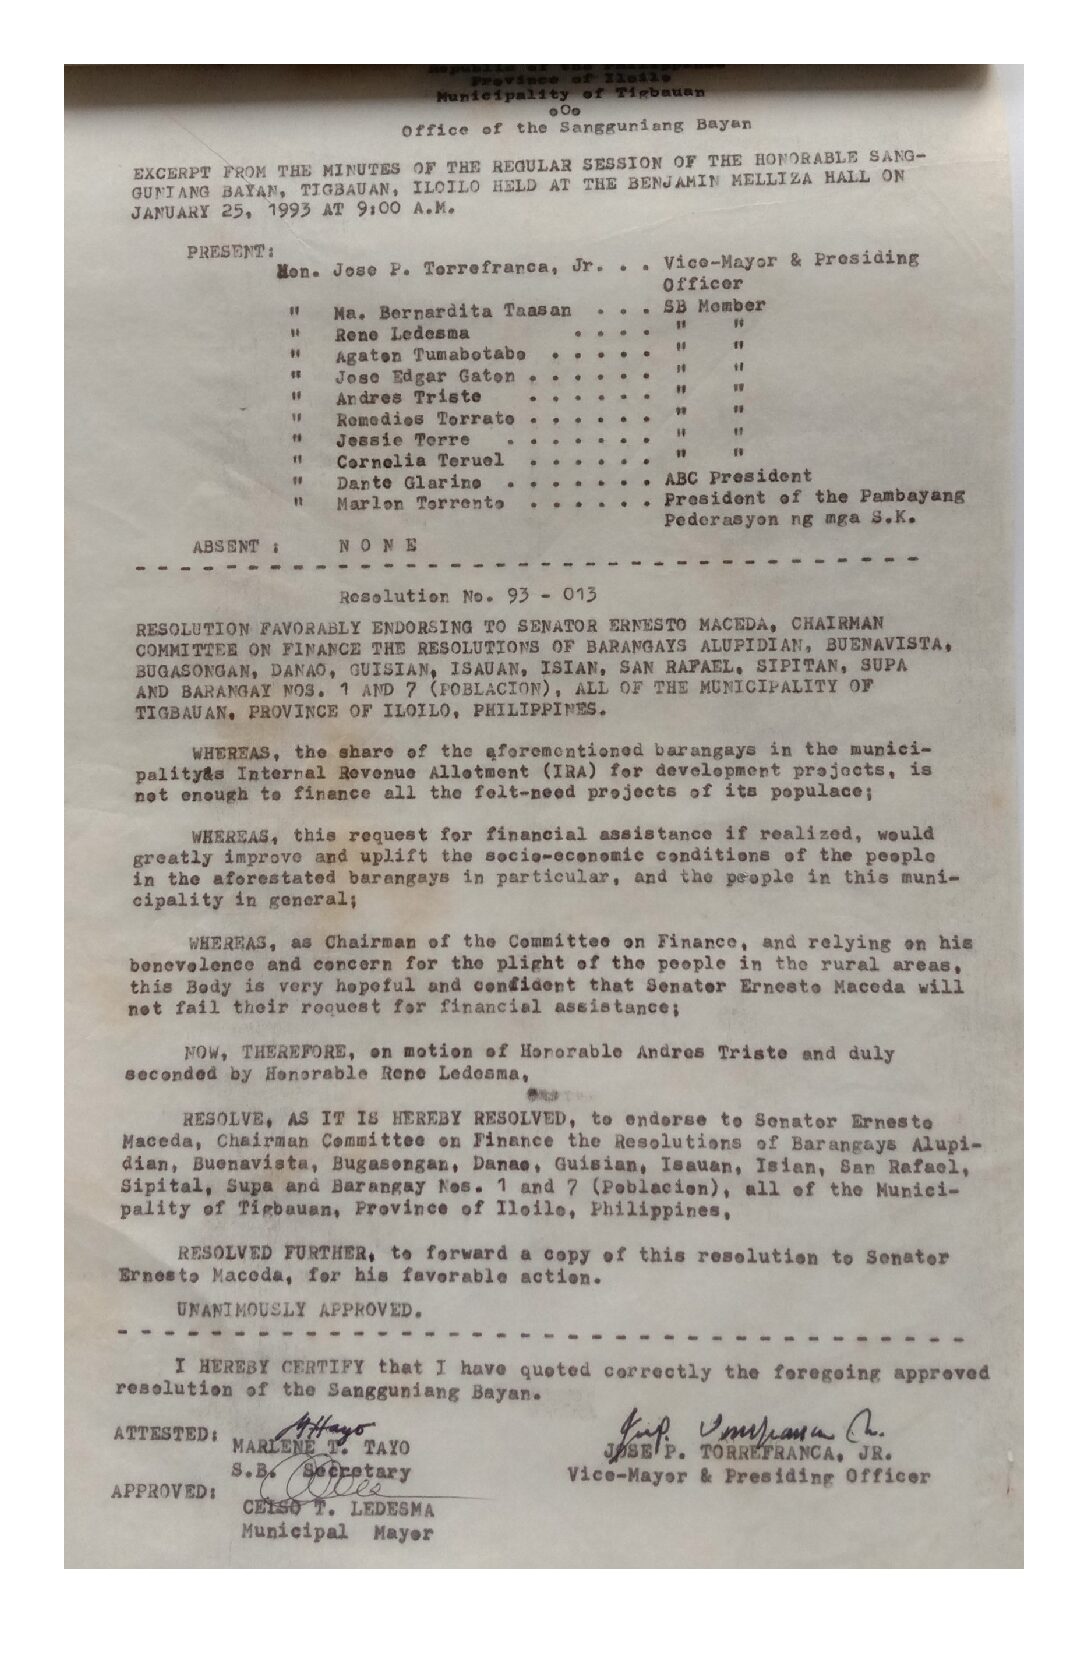 Republic of the Philippines
Province of Iloilo
Municipality of Tigbauan
oOo
Office of the Sangguniang Bayan
EXCERPT FROM THE MINUTES OF THE REGULAR SESSION OF THE HONORABLE SANG-
GUNIANG BAYAN, TIGBAUAN, ILOILO HELD AT THE BENJAMIN MELLIZA HALL ON
JANUARY 25, 1993 AT 9:00 A.M.
PRESENT:
Hon. Jose P. Torrefranca, Jr. . . . Vice-Mayor & Presiding
Officer
" Ma. Bernardita Taasan . . . SB Member
" Rene Ledesma . . . . " "
" Agaton Tumabotabo . . . . . " "
" Jose Edgar Gaton . . . . . . " "
" Andres Triste . . . . . . " "
" Remedios Torrato . . . . . . " "
" Jessie Torre . . . . . . . " "
" Cornelia Teruel . . . . . . " "
" Dante Glarino . . . . . . . ABC President
" Marlon Torrento . . . . . . President of the Pambayang
Pederasyon ng mga S.K.
ABSENT : N O N E
- - - - - - - - - - - - - - - - - - - - - - - - - - - - - - - - - - -
Resolution No. 93 - 013
RESOLUTION FAVORABLY ENDORSING TO SENATOR ERNESTO MACEDA, CHAIRMAN
COMMITTEE ON FINANCE THE RESOLUTIONS OF BARANGAYS ALUPIDIAN, BUENAVISTA,
BUGASONGAN, DANAO, GUISIAN, ISAUAN, ISIAN, SAN RAFAEL, SIPITAN, SUPA
AND BARANGAY NOS. 1 AND 7 (POBLACION), ALL OF THE MUNICIPALITY OF
TIGBAUAN, PROVINCE OF ILOILO, PHILIPPINES.
WHEREAS, the share of the aforementioned barangays in the munici-
pality&s Internal Revenue Allotment (IRA) for development projects, is
not enough to finance all the felt-need projects of its populace;
WHEREAS, this request for financial assistance if realized, would
greatly improve and uplift the socio-economic conditions of the people
in the aforestated barangays in particular, and the people in this muni-
cipality in general;
WHEREAS, as Chairman of the Committee on Finance, and relying on his
benevolence and concern for the plight of the people in the rural areas,
this Body is very hopeful and confident that Senator Ernesto Maceda will
not fail their request for financial assistance;
NOW, THEREFORE, on motion of Honorable Andres Triste and duly
seconded by Honorable Rene Ledesma,
RESOLVE, AS IT IS HEREBY RESOLVED, to endorse to Senator Ernesto
Maceda, Chairman Committee on Finance the Resolutions of Barangays Alupi-
dian, Buenavista, Bugasongan, Danao, Guisian, Isauan, Isian, San Rafael,
Sipital, Supa and Barangay Nos. 1 and 7 (Poblacion), all of the Munici-
pality of Tigbauan, Province of Iloilo, Philippines,
RESOLVED FURTHER, to forward a copy of this resolution to Senator
Ernesto Maceda, for his favorable action.
UNANIMOUSLY APPROVED.
- - - - - - - - - - - - - - - - - - - - - - - - - - - - - - - - - - - - -
I HEREBY CERTIFY that I have quoted correctly the foregoing approved
resolution of the Sangguniang Bayan.
ATTESTED:
MARLENE T. TAYO
S.B. Secretary
JOSE P. TORREFRANCA, JR.
Vice-Mayor & Presiding Officer
APPROVED:
CELSO T. LEDESMA
Municipal Mayor